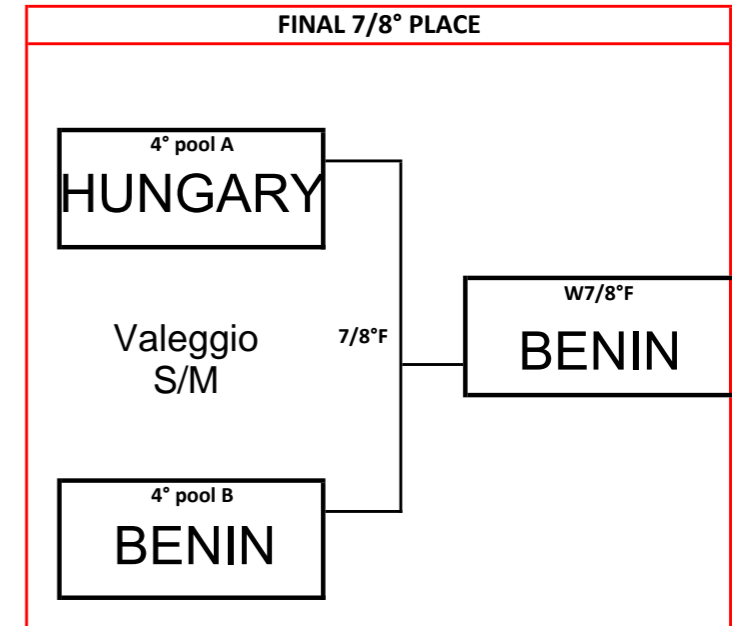 FINAL 7/8° PLACE
4° pool A
HUNGARY
W7/8°F
BENIN
Valeggio
S/M
7/8°F
4° pool B
BENIN